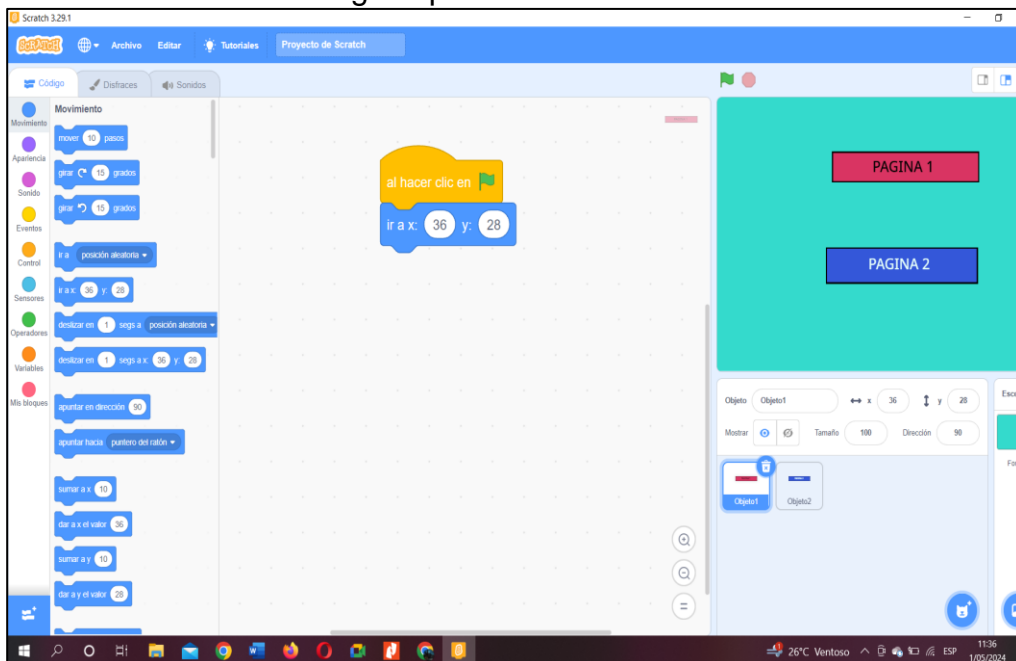 Scratch 3.29.1
SCRATCH
Archivo Editar Tutoriales Proyecto de Scratch
Código Disfraces Sonidos
Movimiento
Apariencia
Sonido
Eventos
Control
Sensores
Operadores
Variables
Mis bloques
Movimiento
mover 10 pasos
girar 15 grados
girar 15 grados
ir a posición aleatoria
ir a x: 36 y: 28
deslizar en 1 segs a posición aleatoria
deslizar en 1 segs a x: 36 y: 28
apuntar en dirección 90
apuntar hacia puntero del ratón
sumar a x 10
dar a x el valor 36
sumar a y 10
dar a y el valor 28
al hacer clic en
ir a x: 36 y: 28
PAGINA 1
PAGINA 2
Objeto Objeto1 x 36 y 28
Mostrar Tamaño 100 Dirección 90
Objeto1 Objeto2
Esce
26°C Ventoso ESP 11:36
1/05/2024